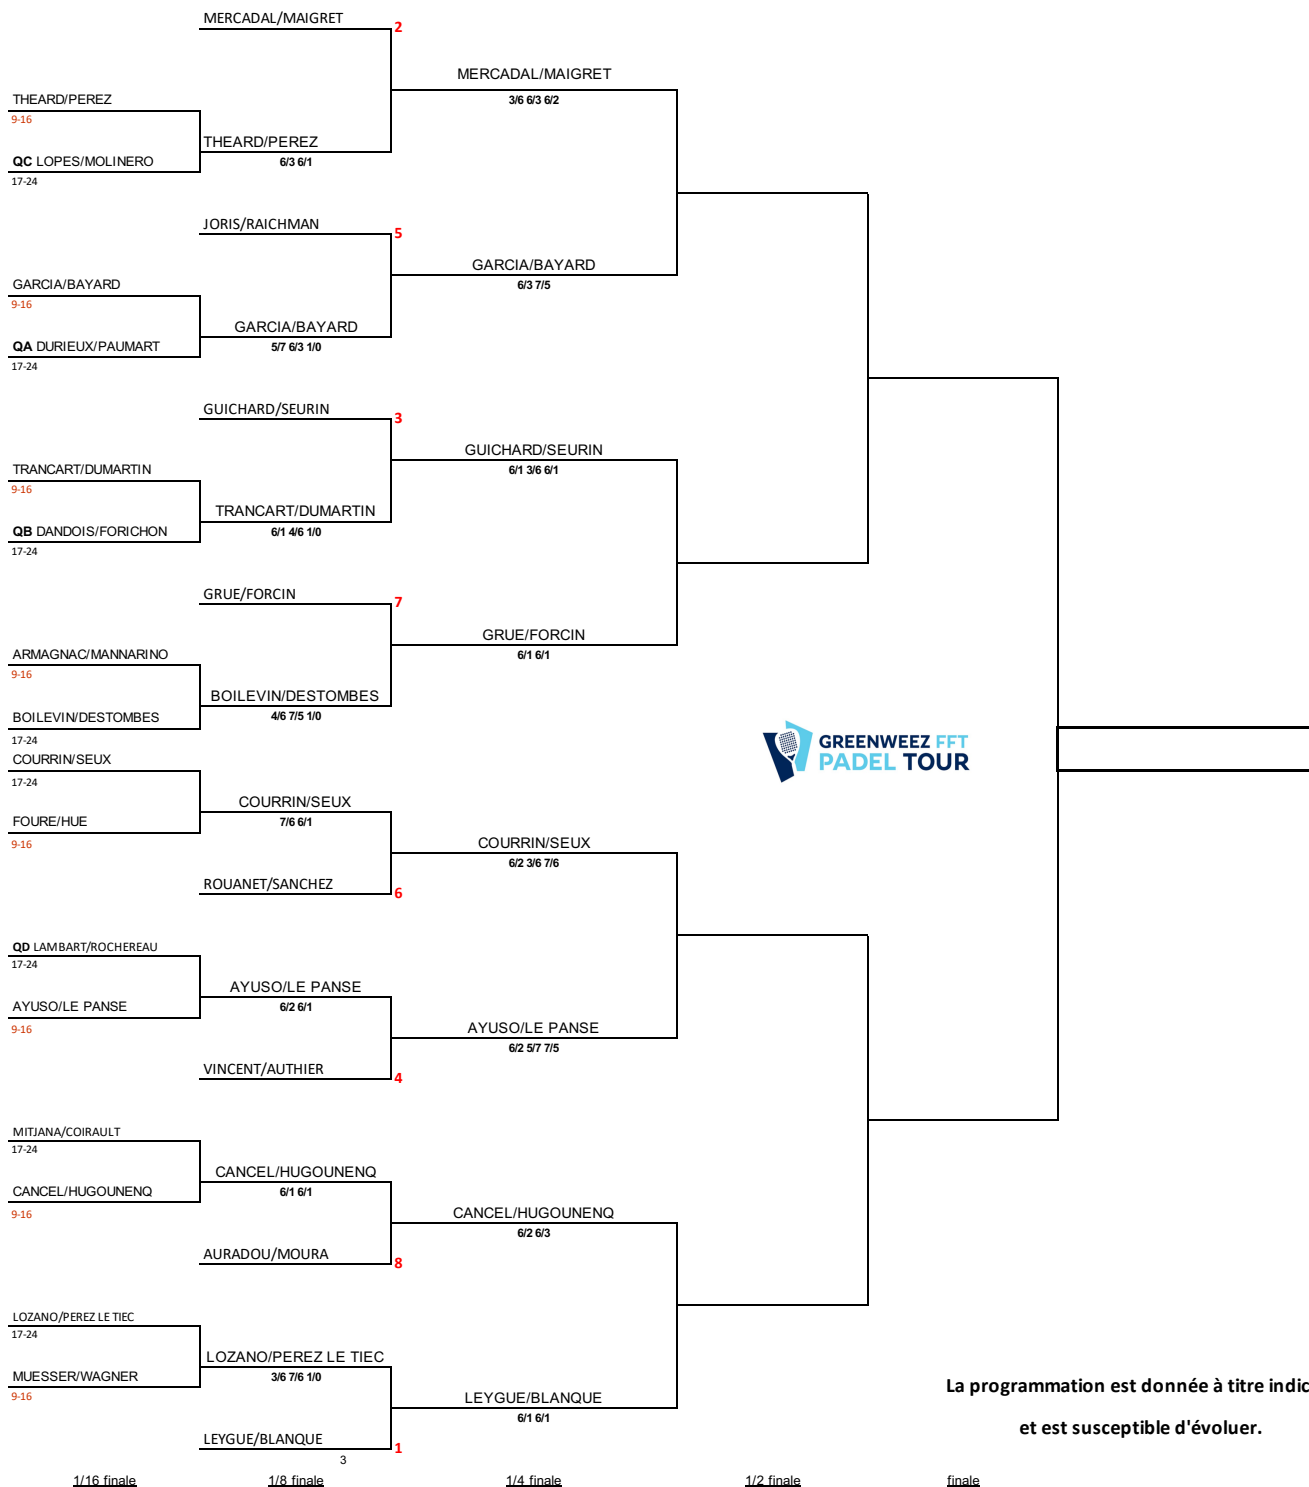 MERCADAL/MAIGRET
2
MERCADAL/MAIGRET
3/6 6/3 6/2
THEARD/PEREZ
9-16
THEARD/PEREZ
6/3 6/1
QC LOPES/MOLINERO
17-24
JORIS/RAICHMAN
5
GARCIA/BAYARD
6/3 7/5
GARCIA/BAYARD
9-16
GARCIA/BAYARD
5/7 6/3 1/0
QA DURIEUX/PAUMART
17-24
GUICHARD/SEURIN
3
GUICHARD/SEURIN
6/1 3/6 6/1
TRANCART/DUMARTIN
9-16
TRANCART/DUMARTIN
6/1 4/6 1/0
QB DANDOIS/FORICHON
17-24
GRUE/FORCIN
7
GRUE/FORCIN
6/1 6/1
ARMAGNAC/MANNARINO
9-16
BOILEVIN/DESTOMBES
4/6 7/5 1/0
BOILEVIN/DESTOMBES
17-24
GREENWEEZ FFT
PADEL TOUR
COURRIN/SEUX
17-24
COURRIN/SEUX
7/6 6/1
FOURE/HUE
9-16
COURRIN/SEUX
6/2 3/6 7/6
ROUANET/SANCHEZ
6
QD LAMBART/ROCHEREAU
17-24
AYUSO/LE PANSE
6/2 6/1
AYUSO/LE PANSE
9-16
AYUSO/LE PANSE
6/2 5/7 7/5
VINCENT/AUTHIER
4
MITJANA/COIRAULT
17-24
CANCEL/HUGOUNENQ
6/1 6/1
CANCEL/HUGOUNENQ
9-16
CANCEL/HUGOUNENQ
6/2 6/3
AURADOU/MOURA
8
LOZANO/PEREZ LE TIEC
17-24
LOZANO/PEREZ LE TIEC
3/6 7/6 1/0
MUESSER/WAGNER
9-16
LEYGUE/BLANQUE
6/1 6/1
LEYGUE/BLANQUE
1
3
La programmation est donnée à titre indic
et est susceptible d'évoluer.
1/16 finale
1/8 finale
1/4 finale
1/2 finale
finale